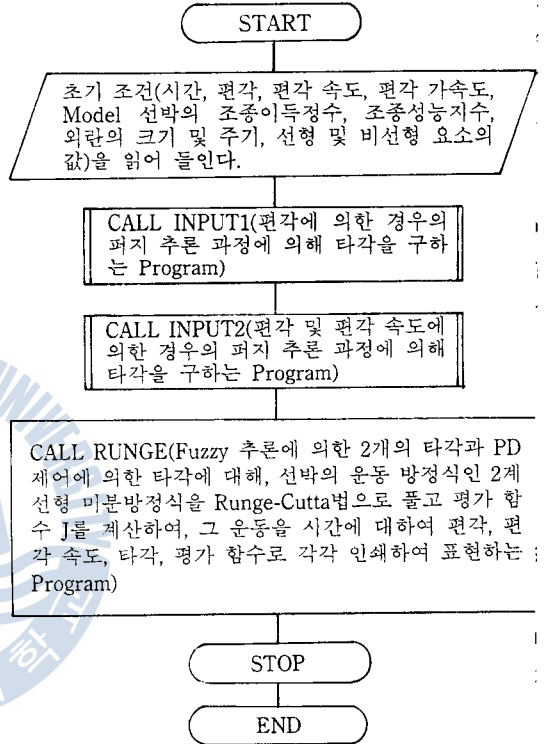 START
초기 조건(시간, 편각, 편각 속도, 편각 가속도,
Model 선박의 조종이득정수, 조종성능지수,
외란의 크기 및 주기, 선형 및 비선형 요소의
값)을 읽어 들인다.
CALL INPUT1(편각에 의한 경우의
퍼지 추론 과정에 의해 타각을 구하
는 Program)
CALL INPUT2(편각 및 편각 속도에
의한 경우의 퍼지 추론 과정에 의해
타각을 구하는 Program)
CALL RUNGE(Fuzzy 추론에 의한 2개의 타각과 PD
제어에 의한 타각에 대해, 선박의 운동 방정식인 2계
선형 미분방정식을 Runge-Cutta법으로 풀고 평가 함
수 J를 계산하여, 그 운동을 시간에 대하여 편각, 편
각 속도, 타각, 평가 함수로 각각 인쇄하여 표현하는
Program)
STOP
END